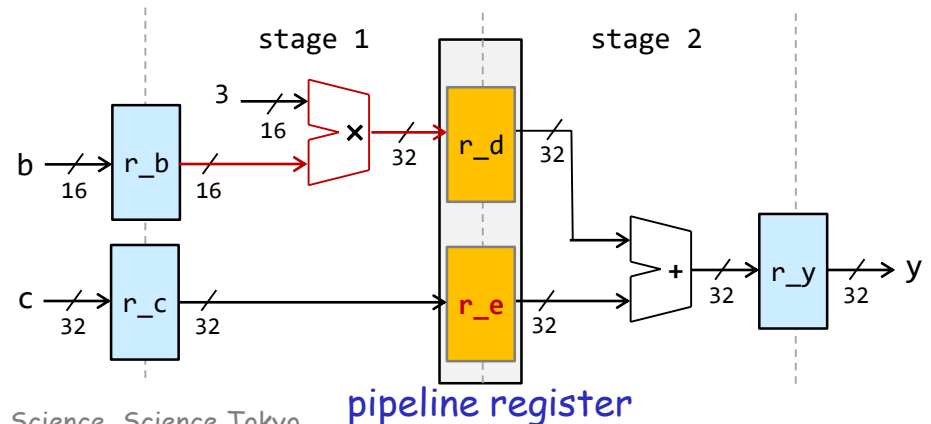 stage 1
stage 2
3
16
×
32
r_d
32
b
16
r_b
16
c
32
r_c
32
r_e
32
+
32
r_y
32
y
pipeline register
Science, Science Tokyo